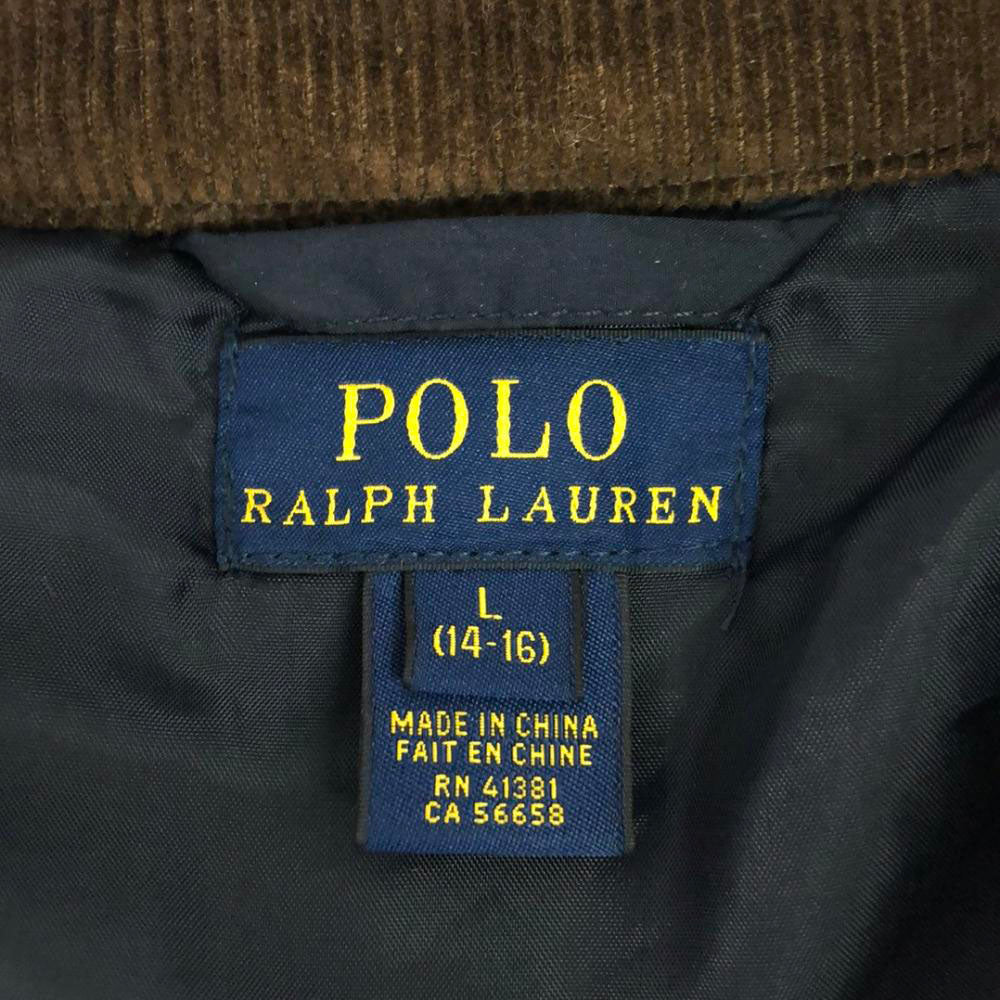 POLO
RALPH LAUREN
L
(14-16)
MADE IN CHINA
FAIT EN CHINE
RN 41381
CA 56658